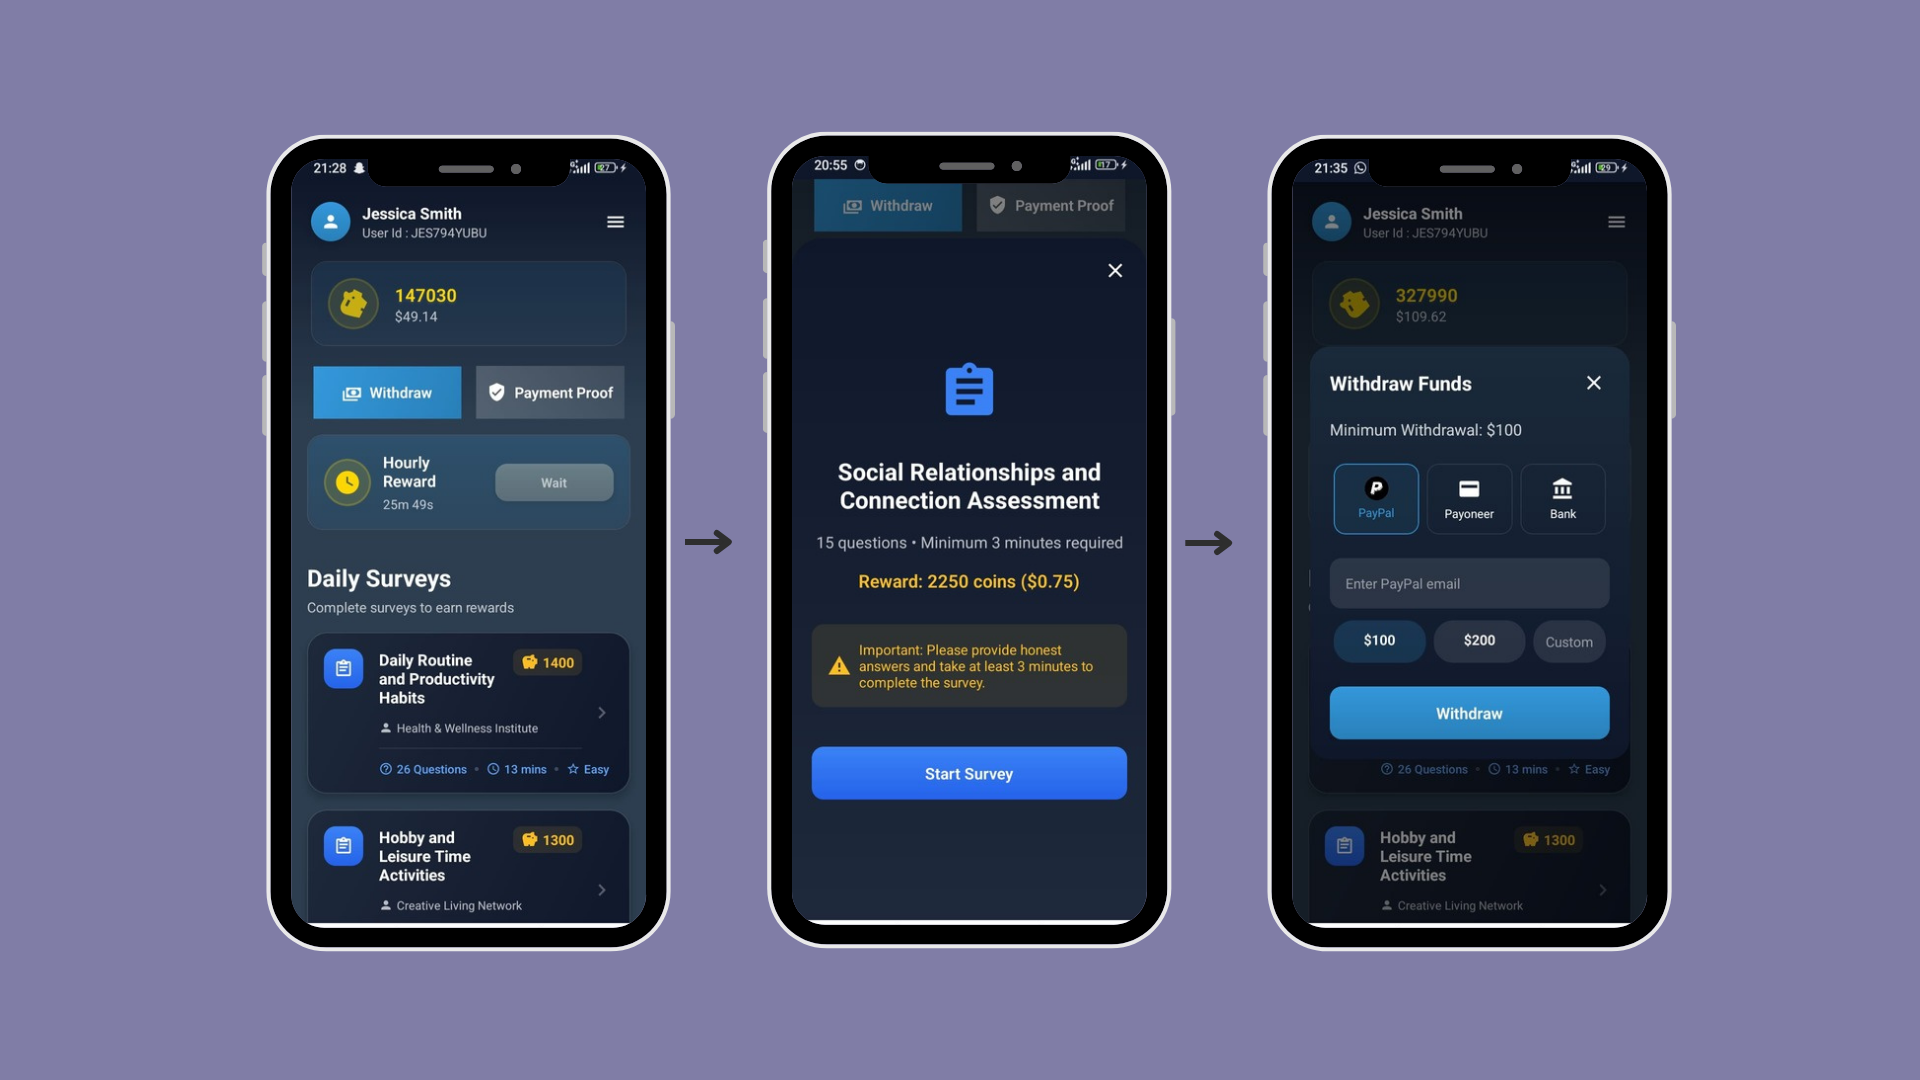 21:28
27
Jessica Smith
User Id : JES794YUBU
147030
$49.14
Withdraw
Payment Proof
Hourly
Reward
25m 49s
Wait
Daily Surveys
Complete surveys to earn rewards
Daily Routine
and Productivity
Habits
1400
Health & Wellness Institute
26 Questions • 13 mins • Easy
Hobby and
Leisure Time
Activities
1300
Creative Living Network
20:55
17
Withdraw
Payment Proof
Social Relationships and
Connection Assessment
15 questions • Minimum 3 minutes required
Reward: 2250 coins ($0.75)
Important: Please provide honest
answers and take at least 3 minutes to
complete the survey.
Start Survey
21:35
29
Jessica Smith
User Id : JES794YUBU
327990
$109.62
Withdraw Funds
Minimum Withdrawal: $100
PayPal
Payoneer
Bank
Enter PayPal email
$100
$200
Custom
Withdraw
26 Questions • 13 mins • Easy
Hobby and
Leisure Time
Activities
1300
Creative Living Network